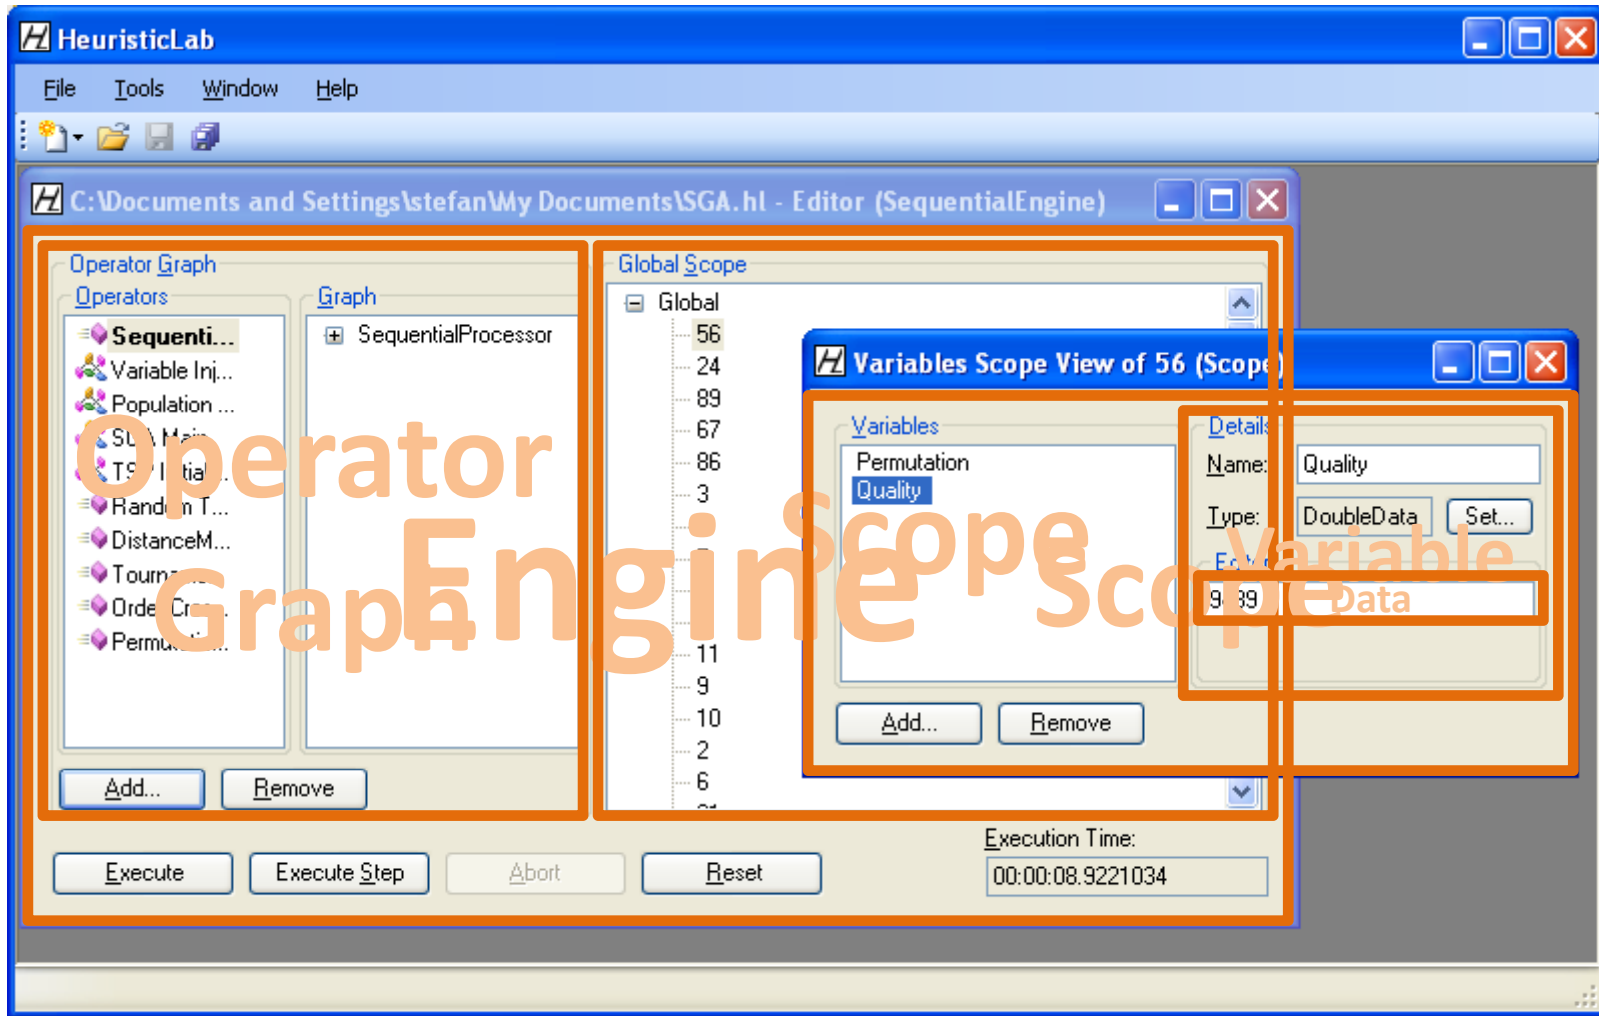 HeuristicLab
File Tools Window Help
C:\Documents and Settings\stefan\My Documents\SGA.hl - Editor (SequentialEngine)
Operator Graph
Operators
Graph
Sequenti...
Variable Inj...
Population ...
Random T...
DistanceM...
Permutati...
SequentialProcessor
Add...
Remove
Global Scope
Global
56
24
89
67
86
3
11
9
10
2
6
Variables Scope View of 56 (Scope)
Variables
Permutation
Quality
Add...
Remove
Details
Name: Quality
Type: DoubleData Set...
Operator
Graph
Engine
Scope
Scope
Variable
Data
Execute
Execute Step
Abort
Reset
Execution Time:
00:00:08.9221034